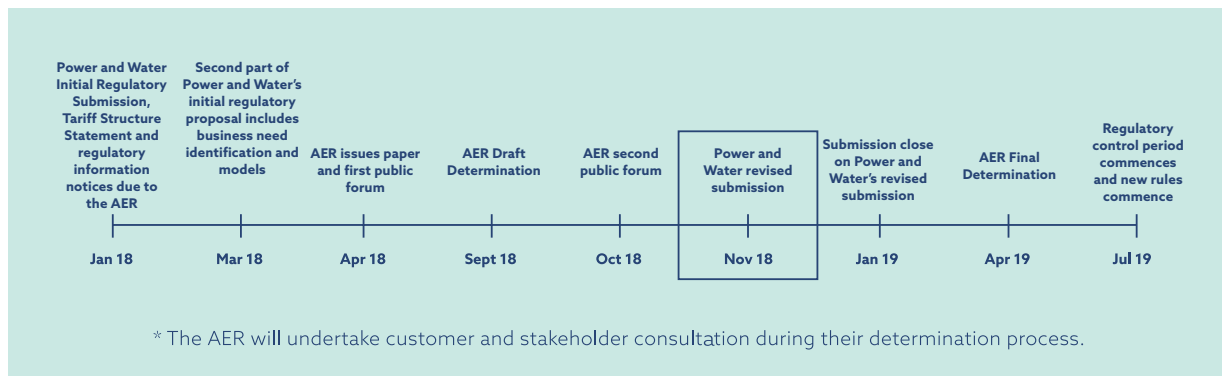 Power and Water
Initial Regulatory
Submission,
Tariff Structure
Statement and
regulatory
information
notices due to
the AER
Second part of
Power and Water’s
initial regulatory
proposal includes
business need
identification and
models
AER issues paper
and first public
forum
AER Draft
Determination
AER second
public forum
Power and
Water revised
submission
Submission close
on Power and
Water’s revised
submission
AER Final
Determination
Regulatory
control period
commences
and new rules
commence
Jan 18
Mar 18
Apr 18
Sept 18
Oct 18
Nov 18
Jan 19
Apr 19
Jul 19
* The AER will undertake customer and stakeholder consultation during their determination process.